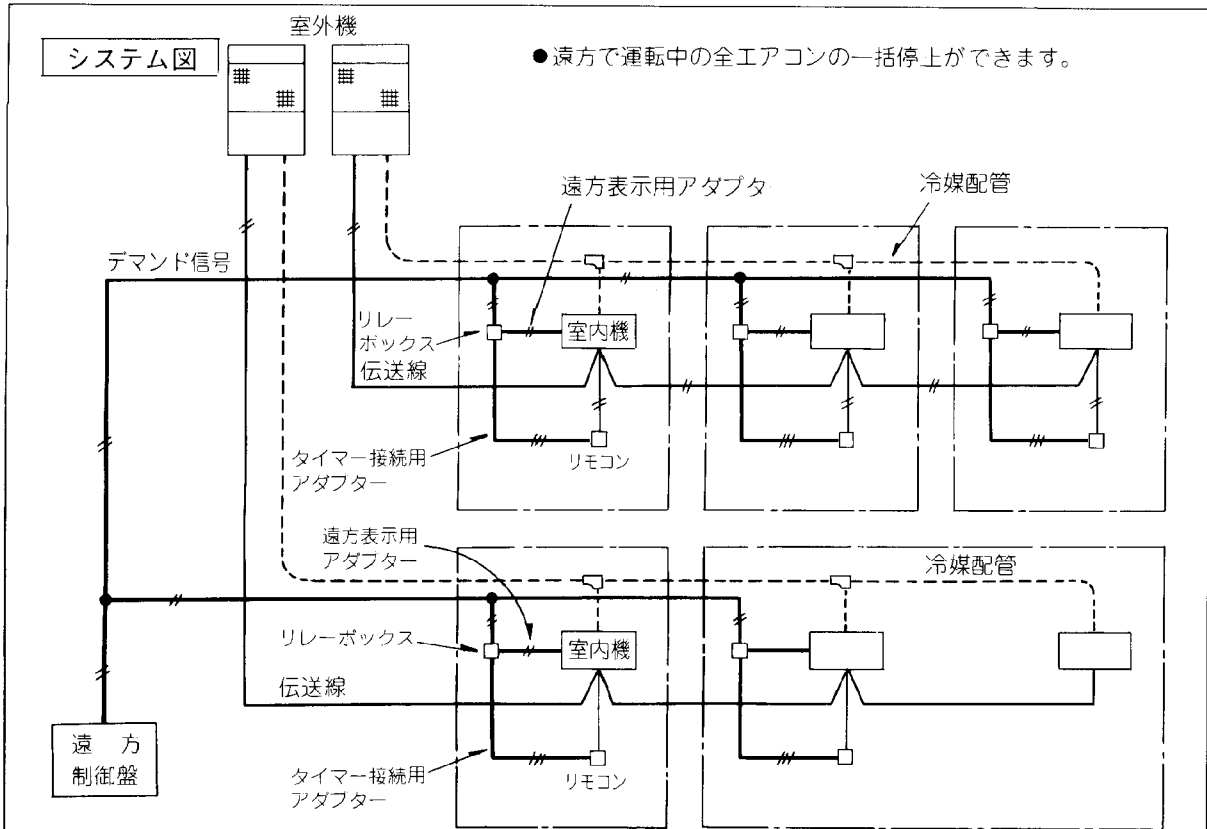 室外機
システム図
●遠方で運転中の全エアコンの一括停止ができます。
遠方表示用アダプタ
冷媒配管
デマンド信号
リレー
ボックス
室内機
伝送線
タイマー接続用
アダプター
リモコン
遠方表示用
アダプター
冷媒配管
リレーボックス
室内機
伝送線
遠方
制御盤
タイマー接続用
アダプター
リモコン